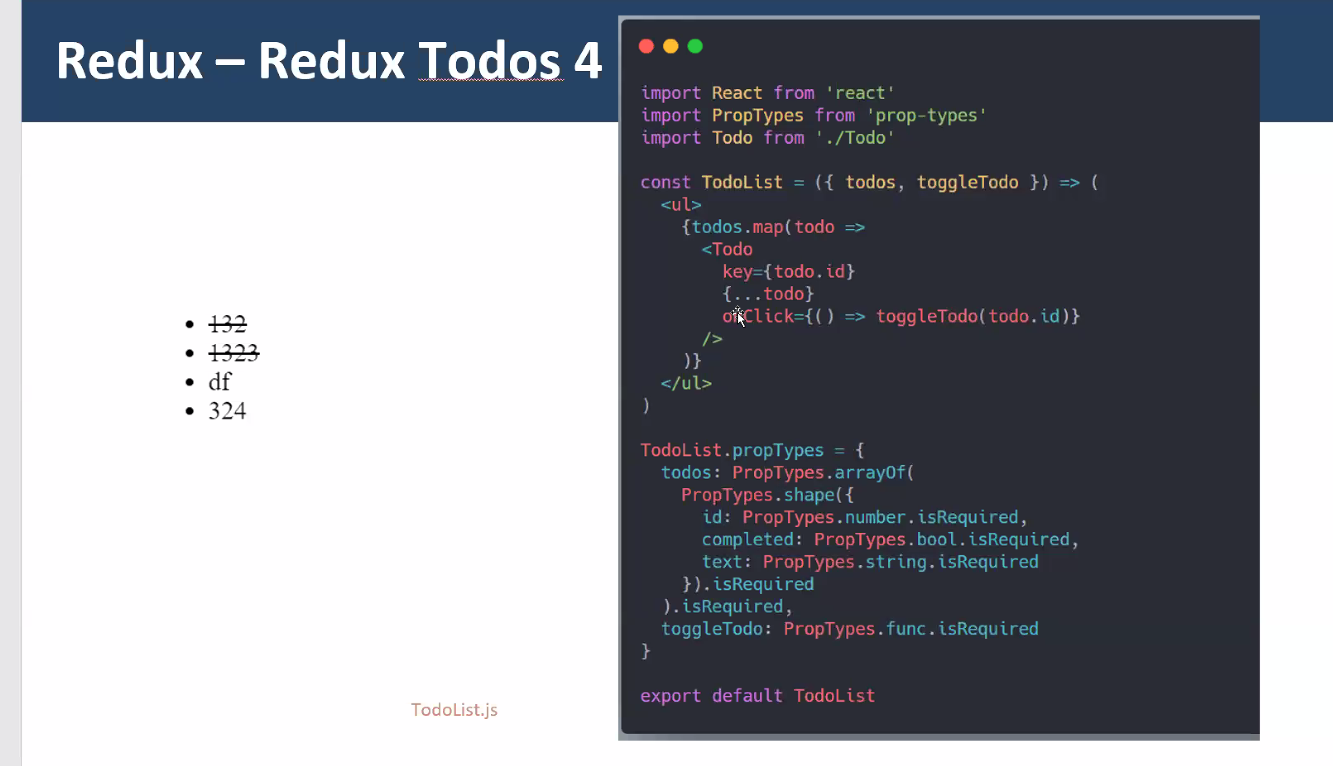 Redux – Redux Todos 4
132
1323
df
324
TodoList.js
import React from 'react'
import PropTypes from 'prop-types'
import Todo from './Todo'
const TodoList = ({ todos, toggleTodo }) => (
<ul>
{todos.map(todo =>
<Todo
key={todo.id}
{...todo}
onClick={() => toggleTodo(todo.id)}
/>
)}
</ul>
)
TodoList.propTypes = {
todos: PropTypes.arrayOf(
PropTypes.shape({
id: PropTypes.number.isRequired,
completed: PropTypes.bool.isRequired,
text: PropTypes.string.isRequired
}).isRequired
).isRequired,
toggleTodo: PropTypes.func.isRequired
}
export default TodoList